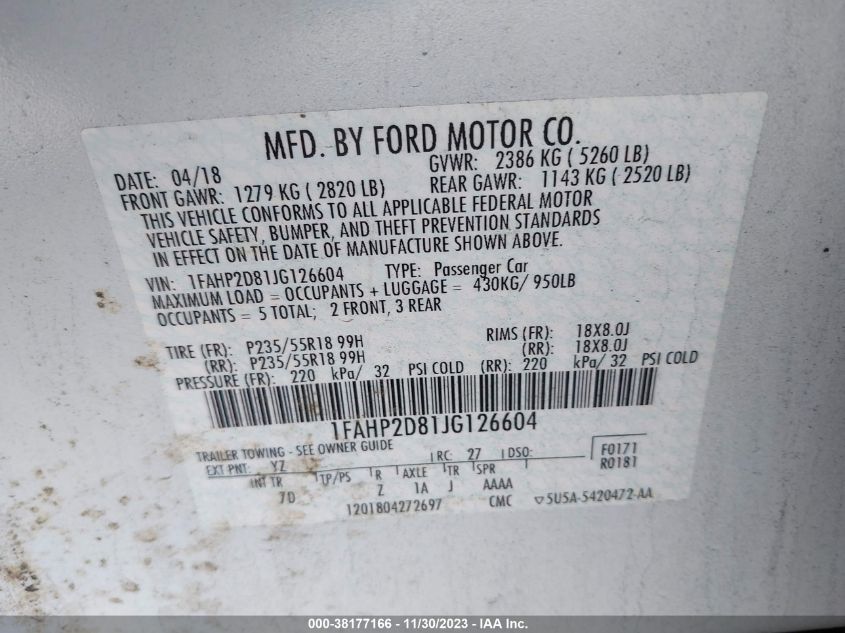 MFD. BY FORD MOTOR CO.
DATE: 04/18 GVWR: 2386 KG ( 5260 LB)
FRONT GAWR: 1279 KG ( 2820 LB) REAR GAWR: 1143 KG ( 2520 LB)
THIS VEHICLE CONFORMS TO ALL APPLICABLE FEDERAL MOTOR
VEHICLE SAFETY, BUMPER, AND THEFT PREVENTION STANDARDS
IN EFFECT ON THE DATE OF MANUFACTURE SHOWN ABOVE.
VIN: 1FAHP2D81JG126604 TYPE: Passenger Car
MAXIMUM LOAD = OCCUPANTS + LUGGAGE = 430KG/ 950LB
OCCUPANTS = 5 TOTAL; 2 FRONT, 3 REAR
TIRE (FR): P235/55R18 99H RIMS (FR): 18X8.0J
(RR): P235/55R18 99H (RR): 18X8.0J
PRESSURE (FR): 220 kPa/ 32 PSI COLD (RR): 220 kPa/ 32 PSI COLD
1FAHP2D81JG126604
TRAILER TOWING - SEE OWNER GUIDE RC: 27 DSO: F0171
EXT PNT: YZ R0181
INT TR TP/PS R AXLE TR SPR
7D Z 1A J AAAA
1201804272697 CMC ▽5U5A-5420472-AA
000-38177166 - 11/30/2023 - IAA Inc.